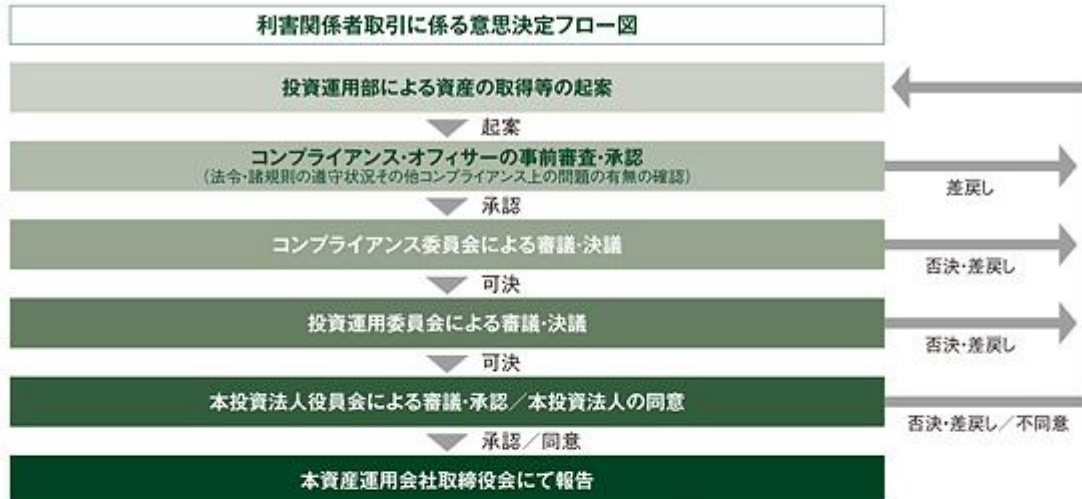 利害関係者取引に係る意思決定フロー図
投資運用部による資産の取得等の起案
起案
コンプライアンス・オフィサーの事前審査・承認
（法令・諸規則の遵守状況その他コンプライアンス上の問題の有無の確認）
差戻し
承認
コンプライアンス委員会による審議・決議
否決・差戻し
可決
投資運用委員会による審議・決議
否決・差戻し
可決
本投資法人役員会による審議・承認／本投資法人の同意
否決・差戻し／不同意
承認／同意
本資産運用会社取締役会にて報告